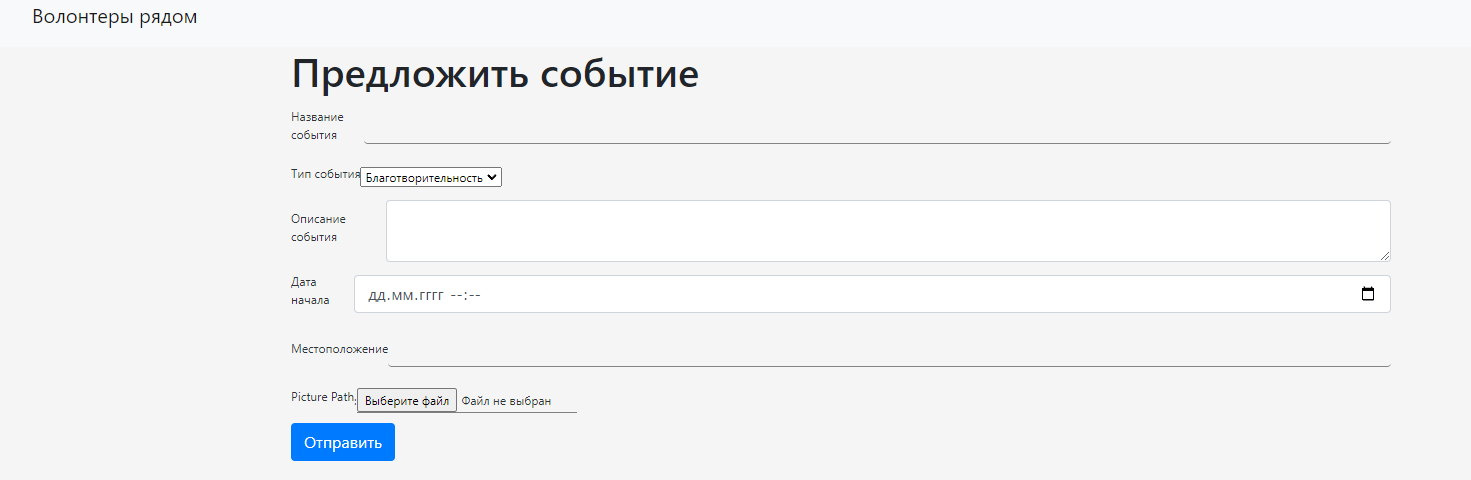 Волонтеры рядом
Предложить событие
Название
события
Тип события Благотворительность
Описание
события
Дата
начала
дд.мм.гггг --:--
Местоположение
Picture Path: Выберите файл Файл не выбран
Отправить